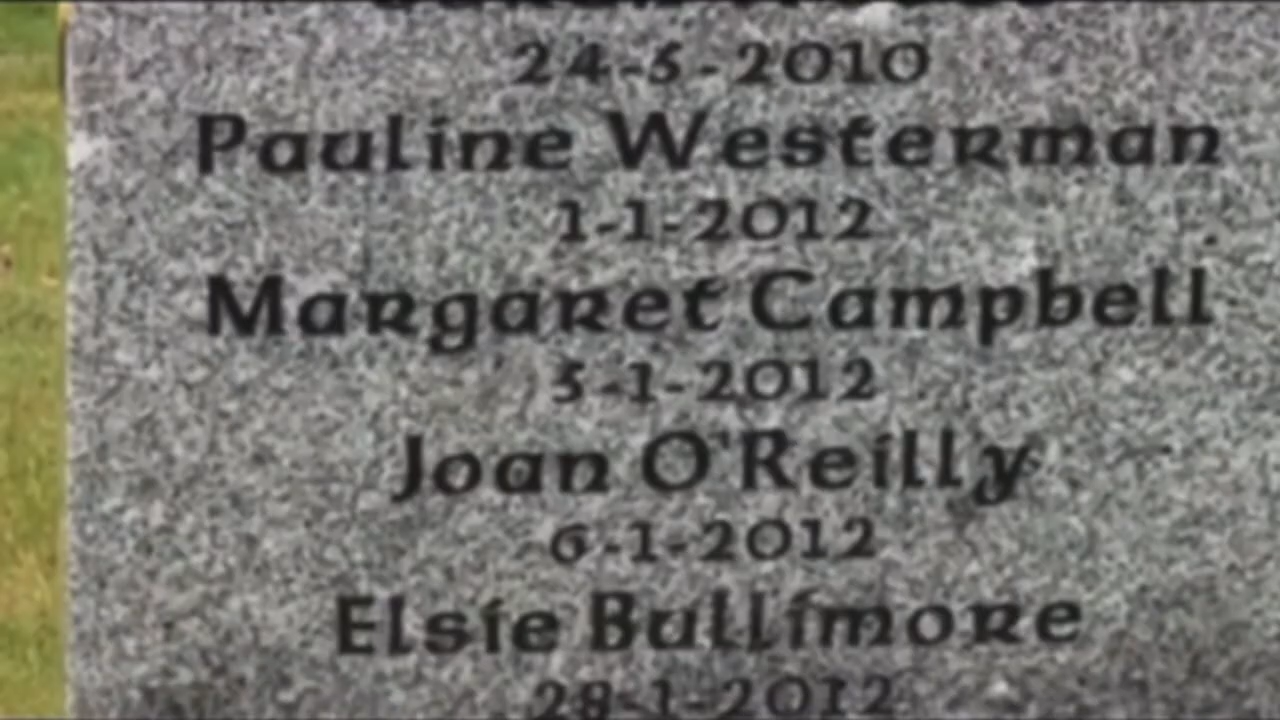 24-5-2010
Pauline Westerman
1-1-2012
Margaret Campbell
5-1-2012
Joan O'Reilly
6-1-2012
Elsie Bullimore
28-1-2012